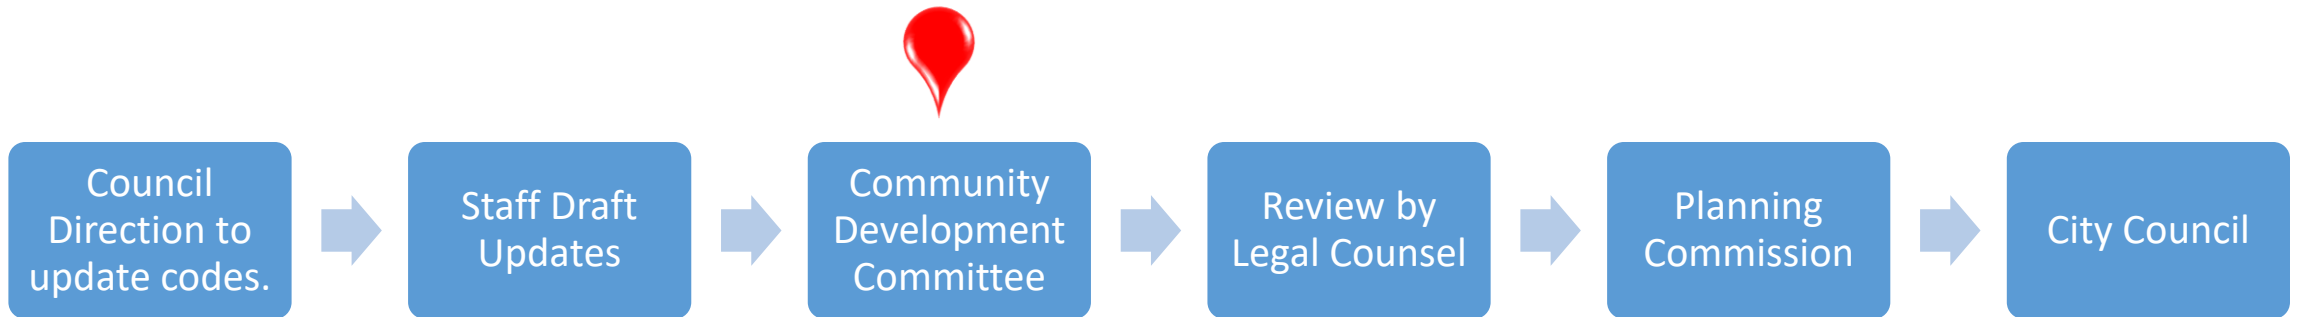 Council
Direction to
update codes.
Staff Draft
Updates
Community
Development
Committee
Review by
Legal Counsel
Planning
Commission
City Council